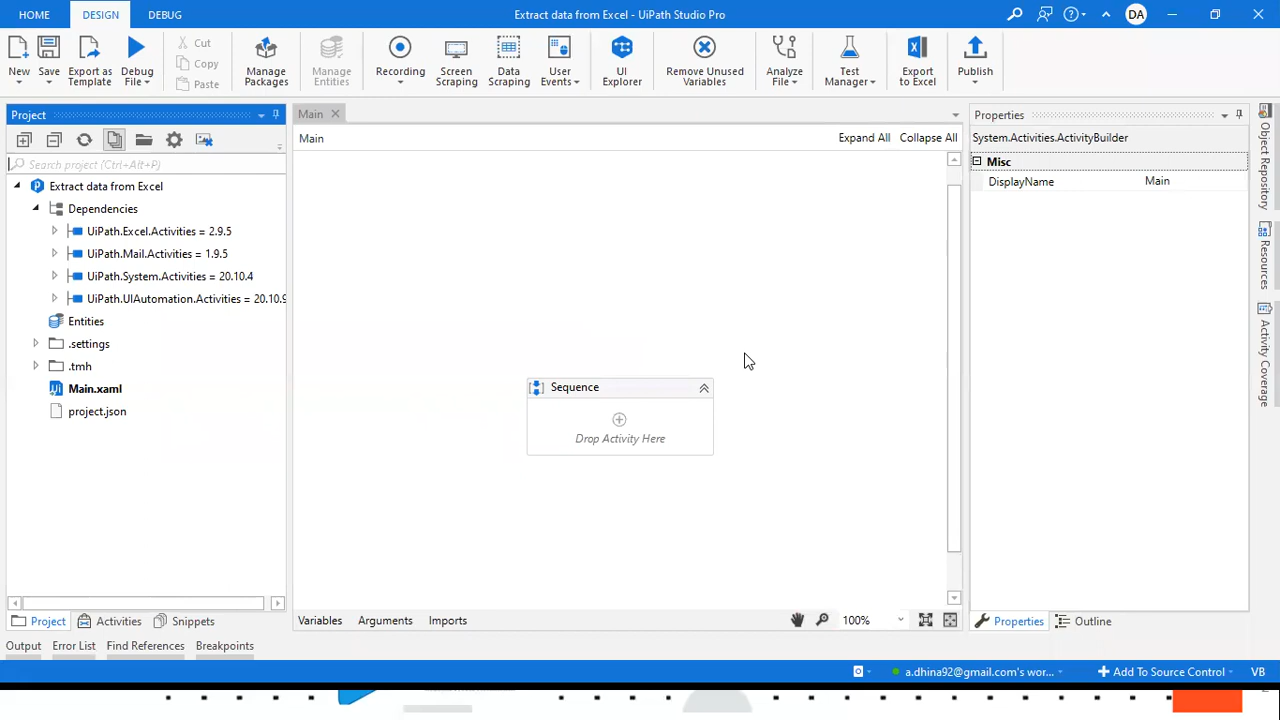 HOME DESIGN DEBUG Extract data from Excel - UiPath Studio Pro DA
New Save Export as Template Debug File Cut Copy Paste Manage Packages Manage Entities Recording Screen Scraping Data Scraping User Events UI Explorer Remove Unused Variables Analyze File Test Manager Export to Excel Publish
Project
Search project (Ctrl+Alt+P)
Extract data from Excel
Dependencies
UiPath.Excel.Activities = 2.9.5
UiPath.Mail.Activities = 1.9.5
UiPath.System.Activities = 20.10.4
UiPath.UIAutomation.Activities = 20.10.9
Entities
.settings
.tmh
Main.xaml
project.json
Project Activities Snippets
Main
Main Expand All Collapse All
Sequence
Drop Activity Here
Variables Arguments Imports 100%
Properties
System.Activities.ActivityBuilder
Misc
DisplayName Main
Properties Outline
Object Repository
Resources
Activity Coverage
Output Error List Find References Breakpoints
a.dhina92@gmail.com's wor... Add To Source Control VB